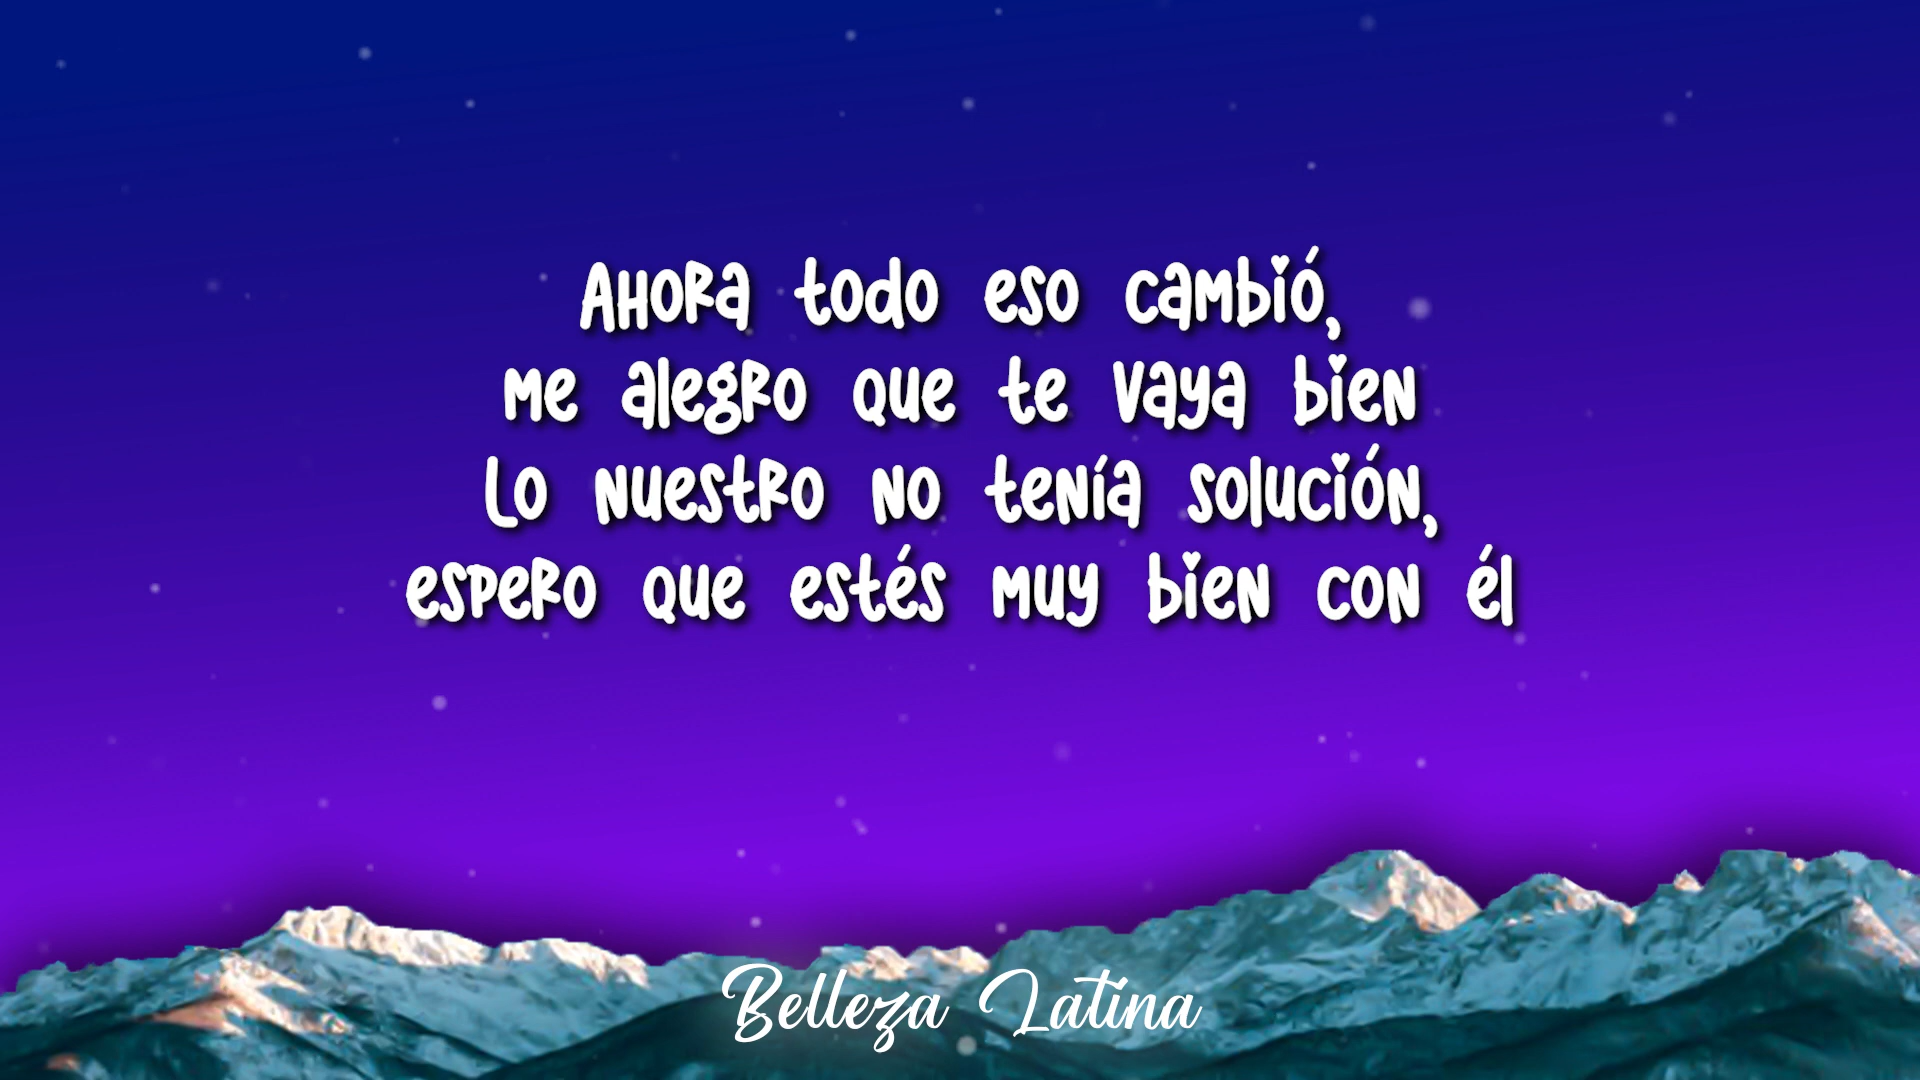 Ahora todo eso cambió,
me alegro que te vaya bien
Lo nuestro no tenía solución,
espero que estés muy bien con él
Belleza Latina